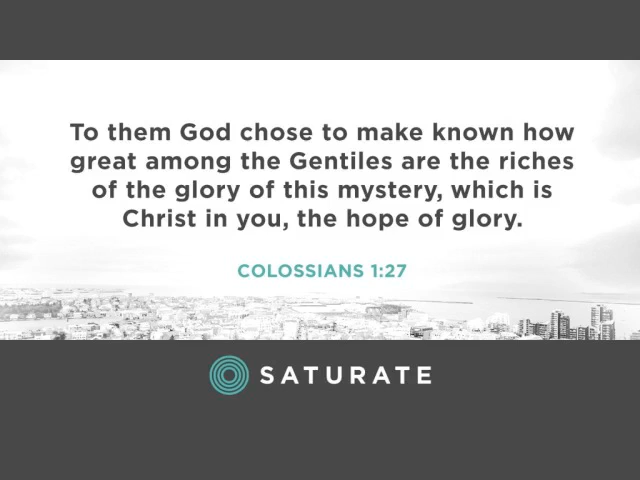 To them God chose to make known how
great among the Gentiles are the riches
of the glory of this mystery, which is
Christ in you, the hope of glory.
COLOSSIANS 1:27
SATURATE